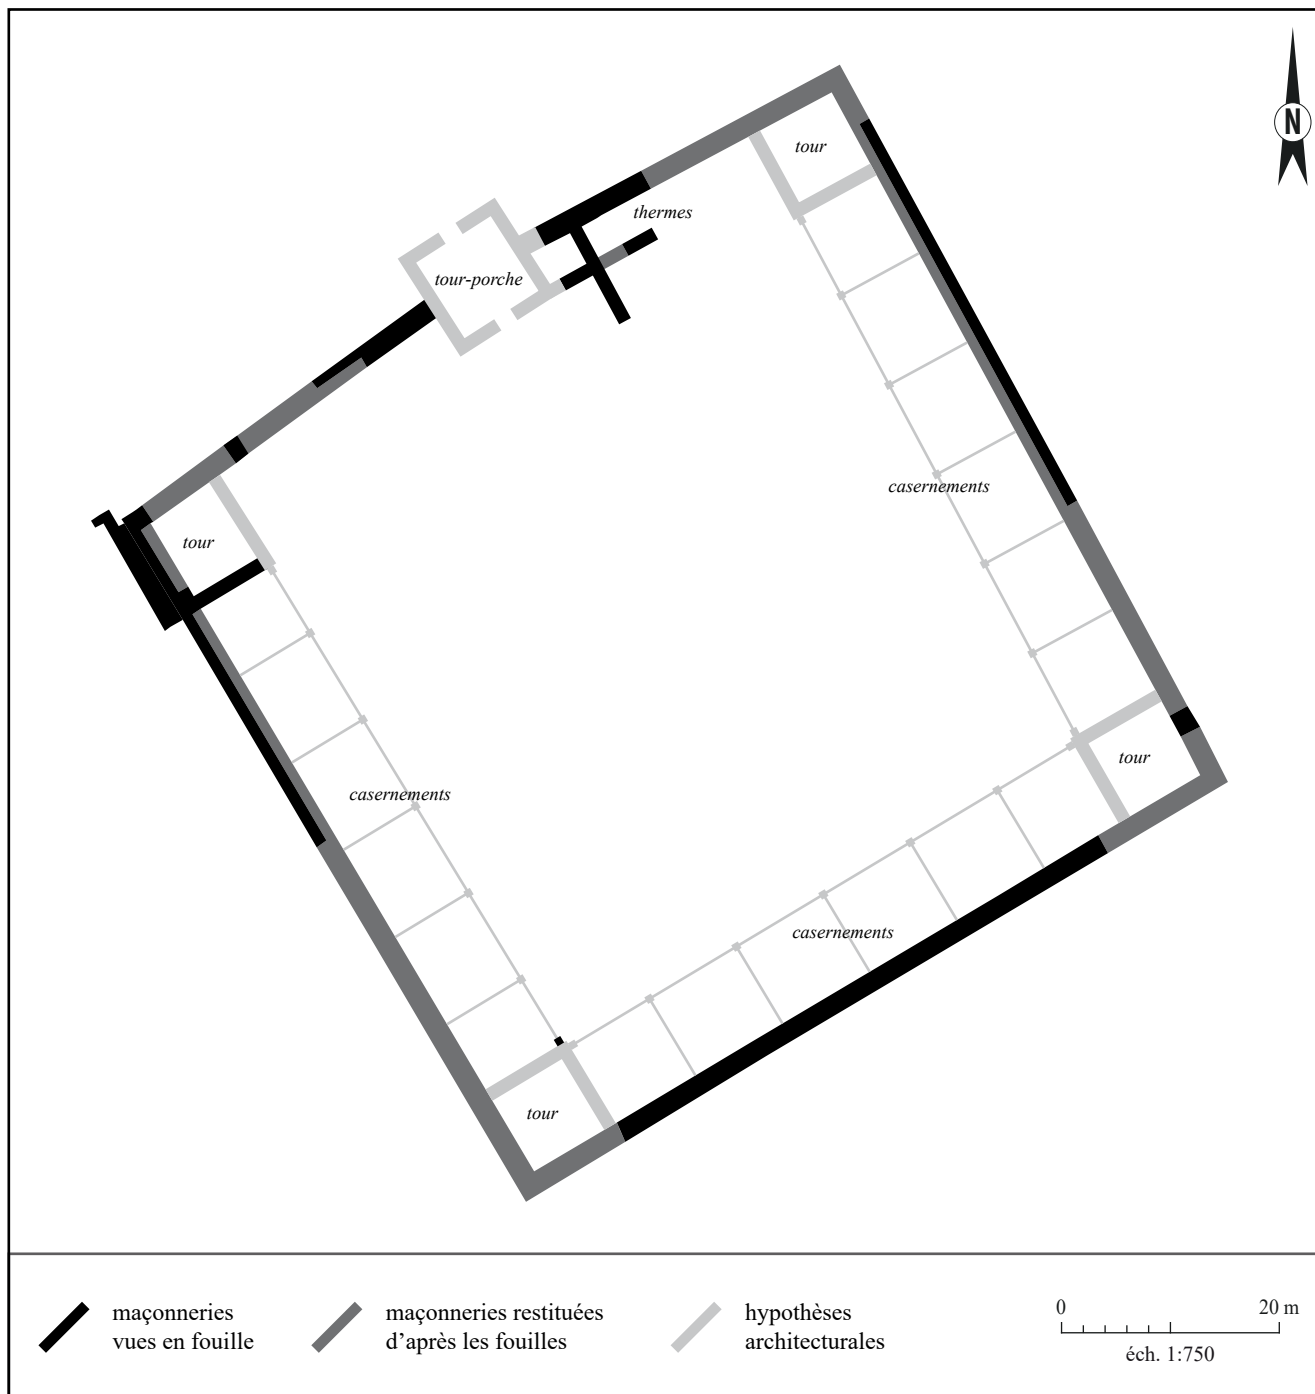 N
tour
thermes
tour-porche
casernements
tour
tour
casernements
casernements
tour
maçonneries
vues en fouille
maçonneries restituées
d’après les fouilles
hypothèses
architecturales
0 20 m
éch. 1:750